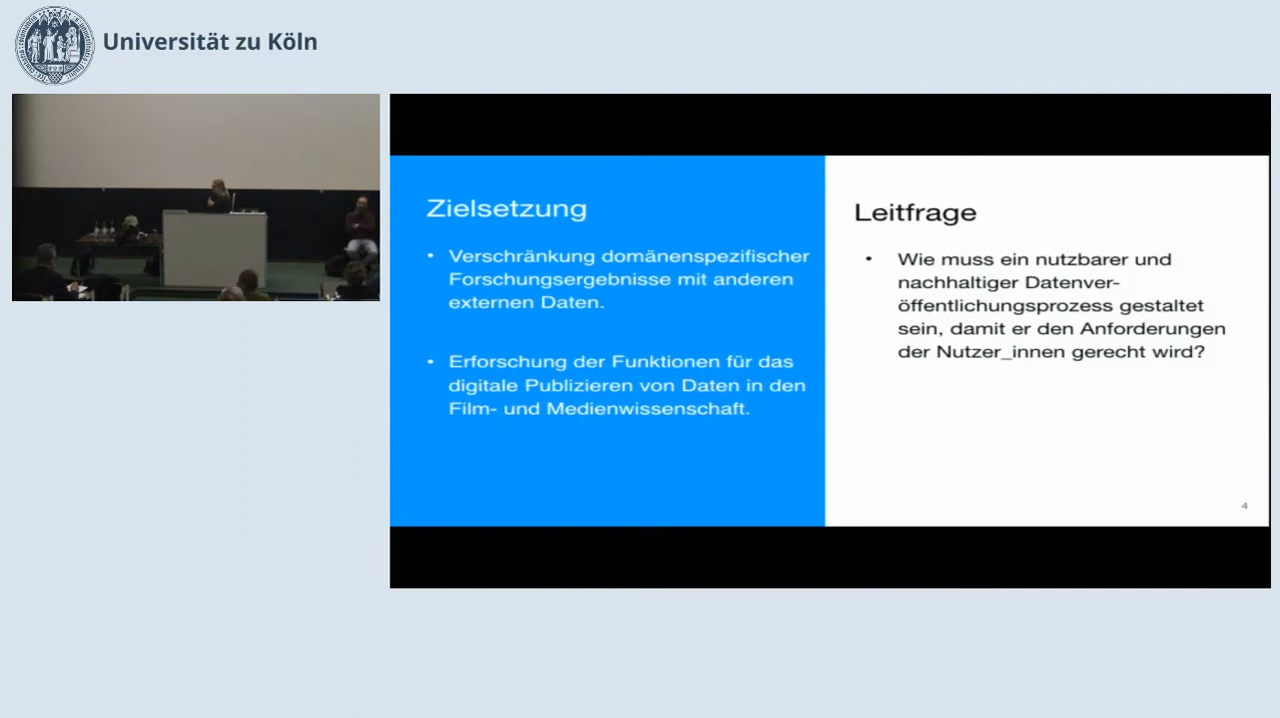 Universität zu Köln
Zielsetzung
• Verschränkung domänenspezifischer
Forschungsergebnisse mit anderen
externen Daten.
• Erforschung der Funktionen für das
digitale Publizieren von Daten in den
Film- und Medienwissenschaft.
Leitfrage
• Wie muss ein nutzbarer und
nachhaltiger Datenver-
öffentlichungsprozess gestaltet
sein, damit er den Anforderungen
der Nutzer_innen gerecht wird?
4